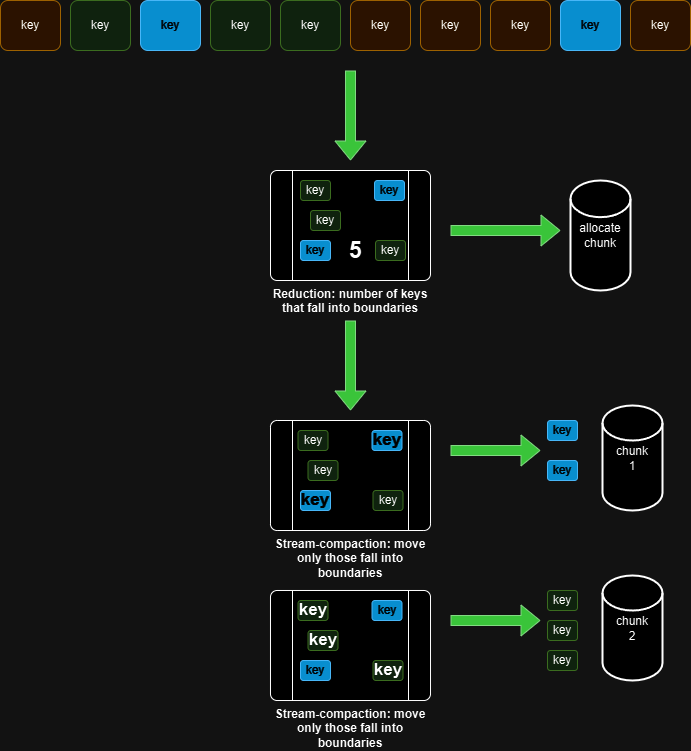 key key key key key key key key key key
key key
key
key 5 key
allocate
chunk
Reduction: number of keys
that fall into boundaries
key key
key
key key
key
key
chunk
1
Stream-compaction: move
only those fall into
boundaries
key key
key
key key
key
key
key
chunk
2
Stream-compaction: move
only those fall into
boundaries